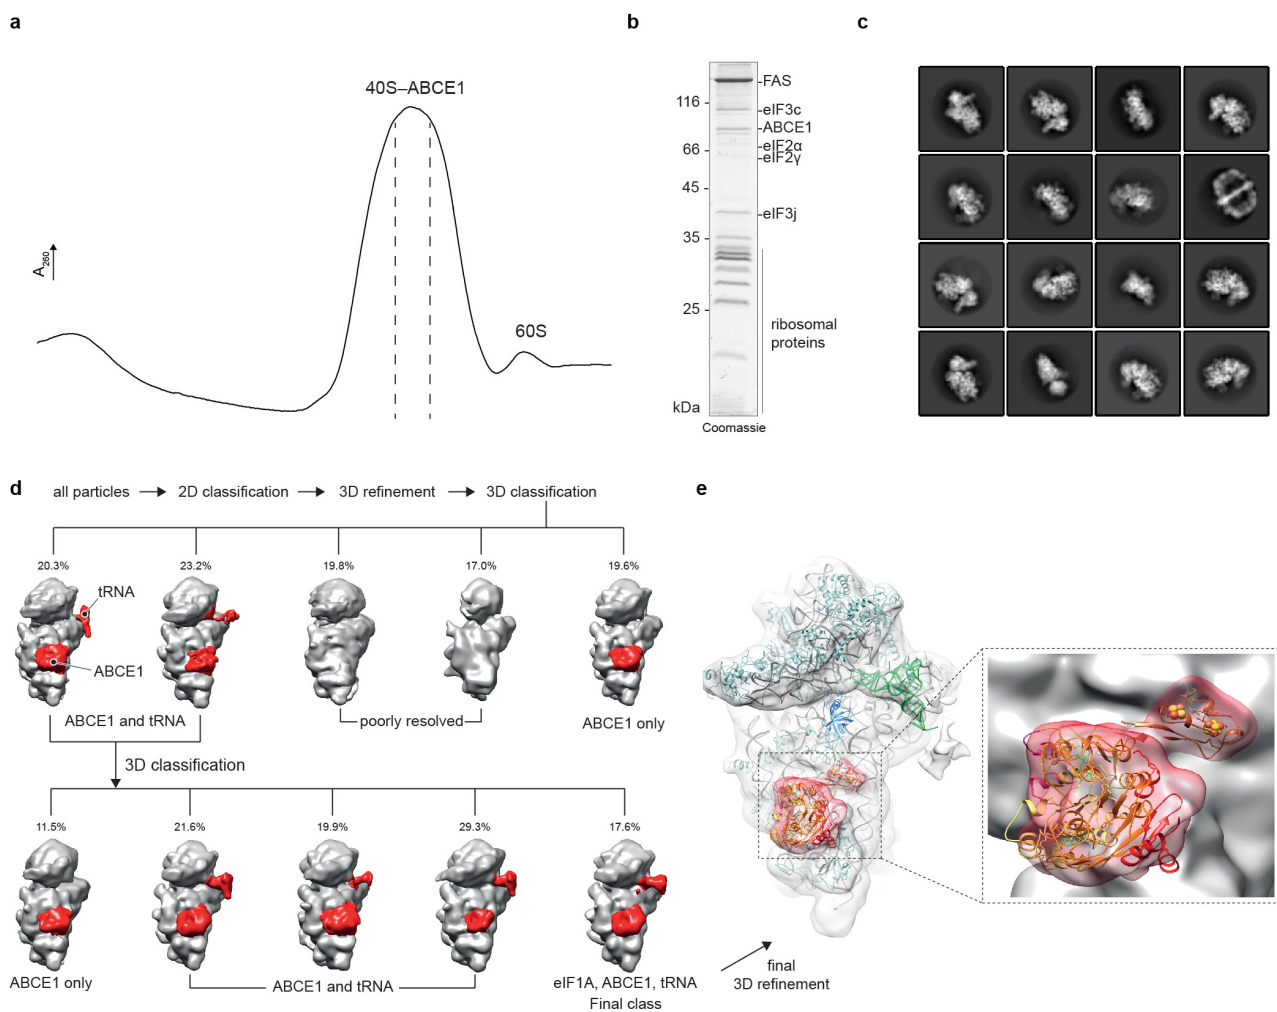 a
40S–ABCE1
A260
60S
b
116
66
45
35
25
kDa
FAS
eIF3c
ABCE1
eIF2α
eIF2γ
eIF3j
ribosomal
proteins
Coomassie
c
d
all particles
2D classification
3D refinement
3D classification
20.3%
23.2%
19.8%
17.0%
19.6%
tRNA
ABCE1
ABCE1 and tRNA
poorly resolved
ABCE1 only
3D classification
11.5%
21.6%
19.9%
29.3%
17.6%
ABCE1 only
ABCE1 and tRNA
eIF1A, ABCE1, tRNA
Final class
final
3D refinement
e